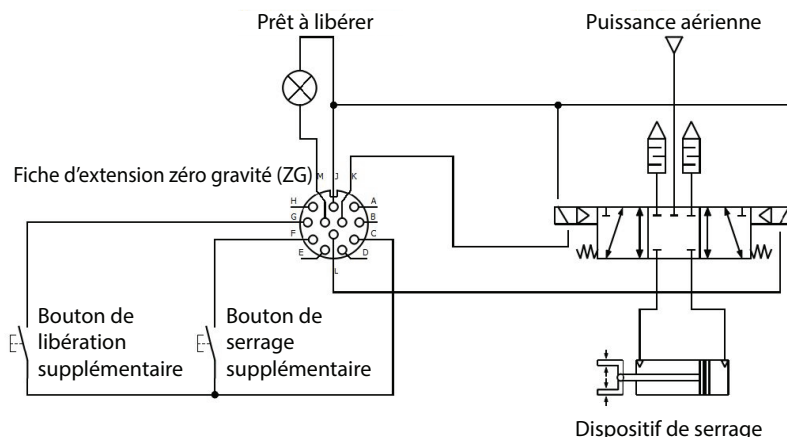 Prêt à libérer
Puissance aérienne
Fiche d'extension zéro gravité (ZG)
M J K
H A
G B
F C
E D
L
Bouton de
libération
supplémentaire
Bouton de
serrage
supplémentaire
Dispositif de serrage